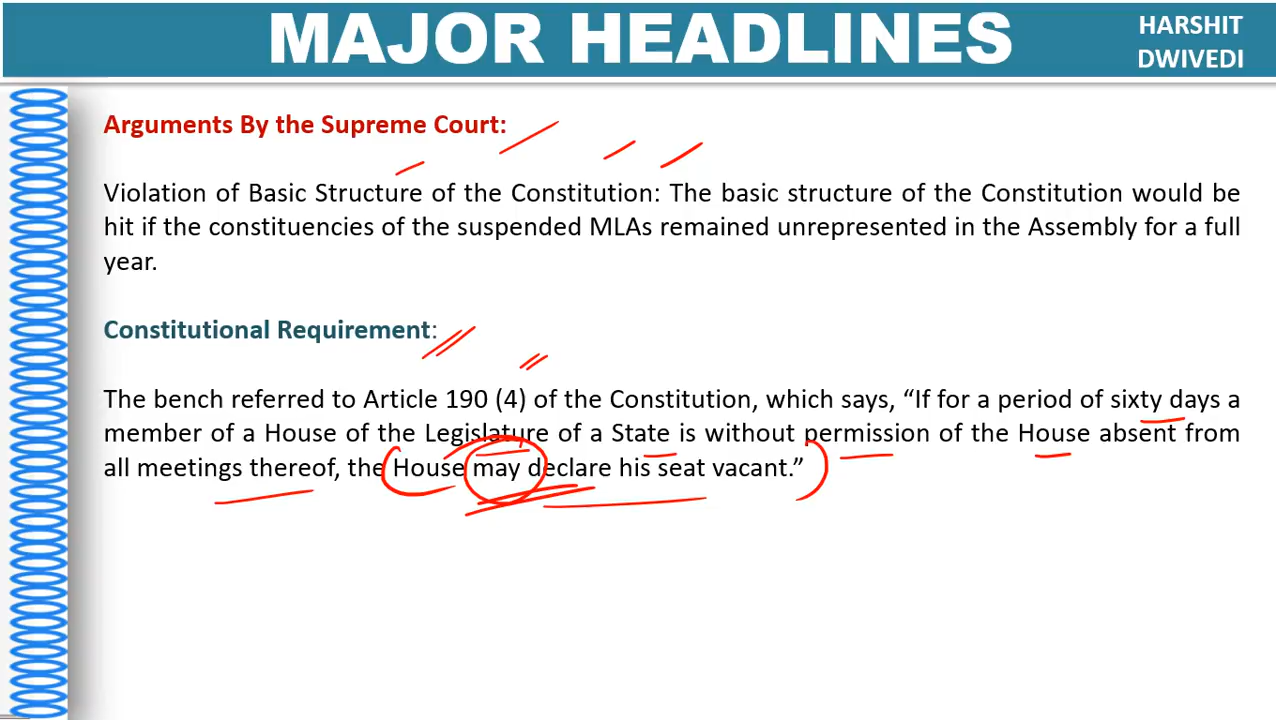 MAJOR HEADLINES
HARSHIT
DWIVEDI
Arguments By the Supreme Court:
Violation of Basic Structure of the Constitution: The basic structure of the Constitution would be
hit if the constituencies of the suspended MLAs remained unrepresented in the Assembly for a full
year.
Constitutional Requirement:
The bench referred to Article 190 (4) of the Constitution, which says, “If for a period of sixty days a
member of a House of the Legislature of a State is without permission of the House absent from
all meetings thereof, the House may declare his seat vacant.”